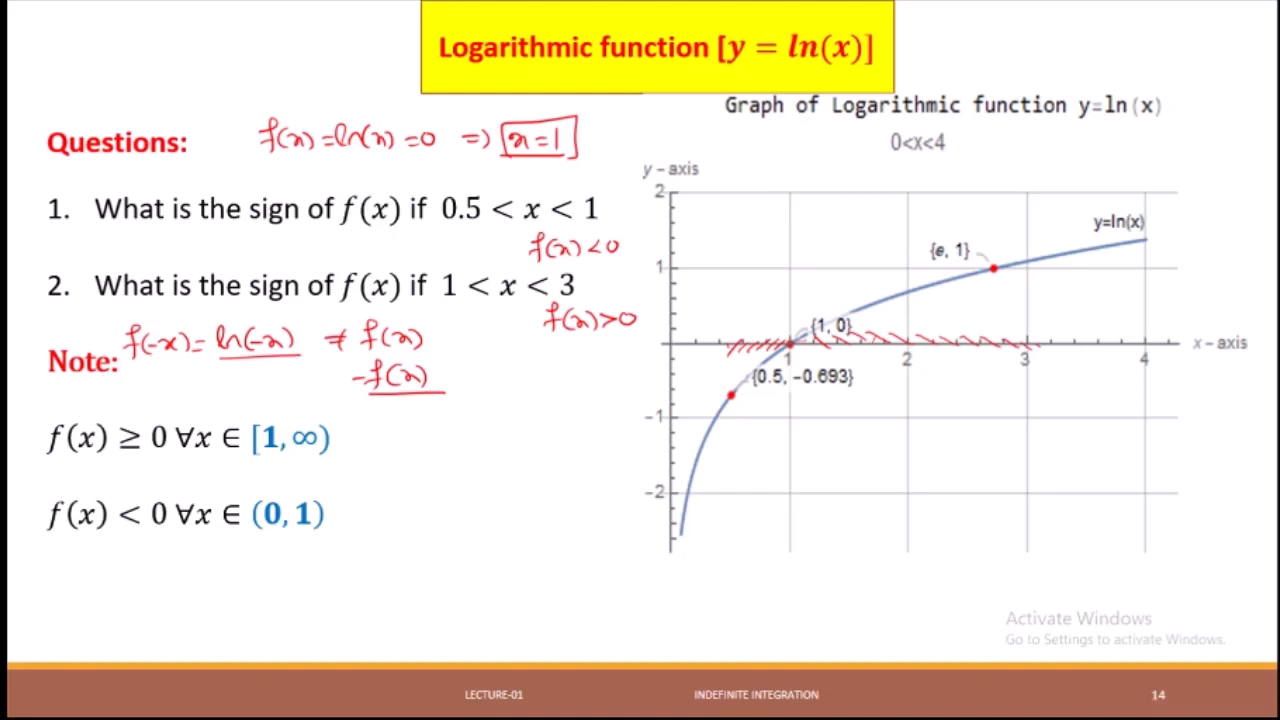 Logarithmic function [y = ln(x)]
Questions:
f(x) = ln(x) = 0 ⇒ x = 1
1. What is the sign of f(x) if 0.5 < x < 1
f(x) < 0
2. What is the sign of f(x) if 1 < x < 3
f(x) > 0
Note:
f(-x) = ln(-x) ≠ f(x)
-f(x)
f(x) ≥ 0 ∀x ∈ [1, ∞)
f(x) < 0 ∀x ∈ (0, 1)
Graph of Logarithmic function y=ln(x)
0<x<4
y - axis
2
y=ln(x)
{e, 1}
1
{1, 0}
1 2 3 4
x - axis
{0.5, -0.693}
-1
-2
Activate Windows
Go to Settings to activate Windows.
LECTURE-01 INDEFINITE INTEGRATION 14